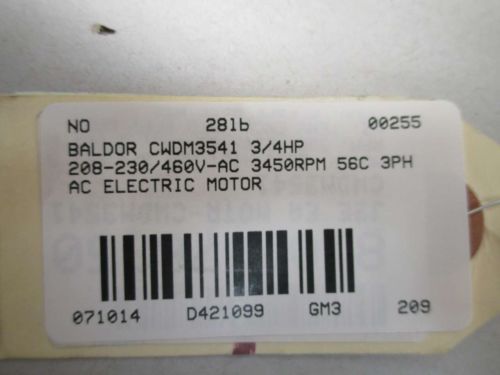 NO 28lb 00255
BALDOR CWDM3541 3/4HP
208-230/460V-AC 3450RPM 56C 3PH
AC ELECTRIC MOTOR
071014 D421099 GM3 209